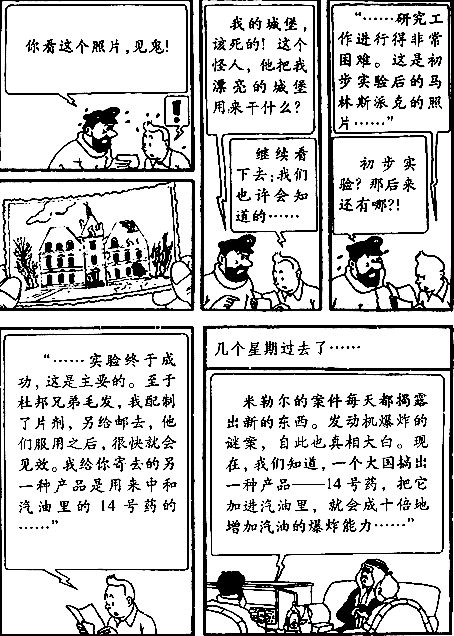 你看这个照片,见鬼!
!
我的城堡,
该死的!这个
怪人,他把我
漂亮的城堡
用来干什么?
继续看
下去;我们
也许会知
道的……
“……研究工
作进行得非常
困难。这是初
步实验后的马
林斯派克的照
片……”
初步实
验?那后来
还有哪?!
“……实验终于成
功,这是主要的。至于
杜邦兄弟毛发,我配制
了片剂,另给邮去,他
们服用之后,很快就会
见效。我给你寄去的另
一种产品是用来中和
汽油里的14号药的
……”
几个星期过去了……
米勒尔的案件每天都揭露
出新的东西。发动机爆炸的
谜案,自此也真相大白。现
在,我们知道,一个大国搞出
一种产品——14号药,把它
加进汽油里,就会成十倍地
增加汽油的爆炸能力……”